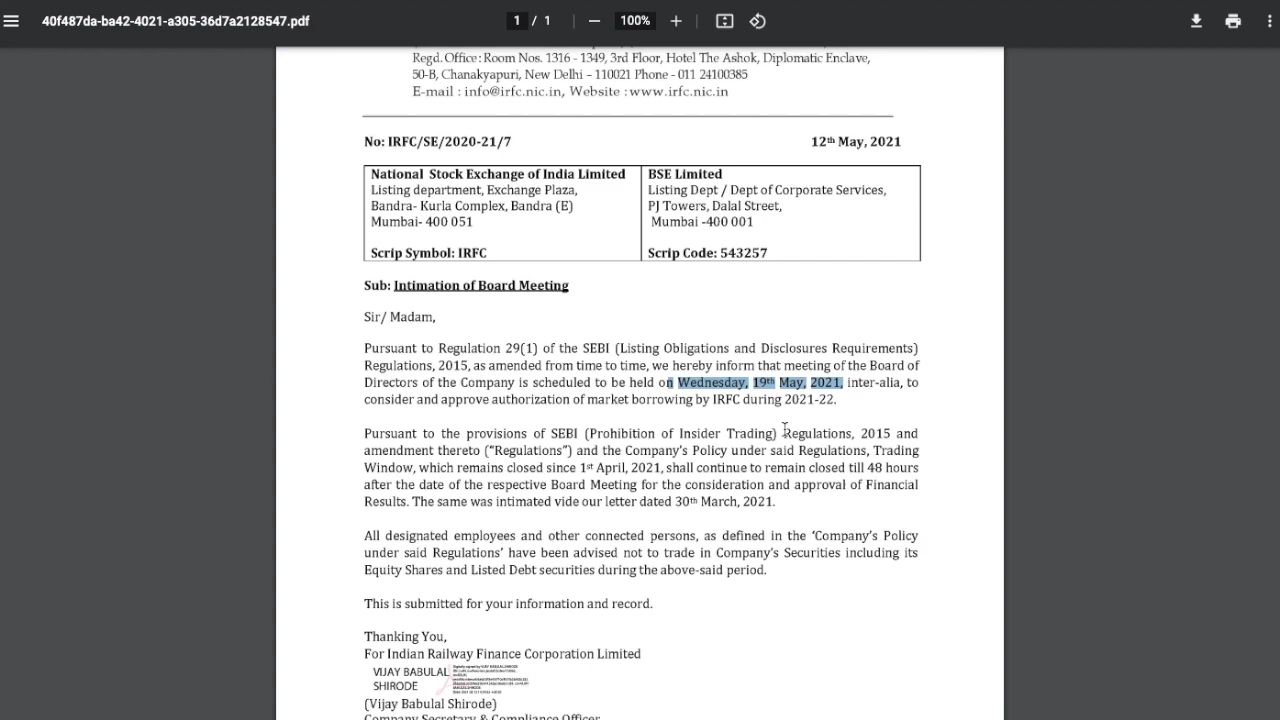 40f487da-ba42-4021-a305-36d7a2128547.pdf
1 / 1
100%
Regd. Office: Room Nos. 1316 - 1349, 3rd Floor, Hotel The Ashok, Diplomatic Enclave,
50-B, Chanakyapuri, New Delhi – 110021 Phone - 011 24100385
E-mail : info@irfc.nic.in, Website : www.irfc.nic.in
No: IRFC/SE/2020-21/7
12th May, 2021
National Stock Exchange of India Limited
Listing department, Exchange Plaza,
Bandra- Kurla Complex, Bandra (E)
Mumbai- 400 051
Scrip Symbol: IRFC
BSE Limited
Listing Dept / Dept of Corporate Services,
PJ Towers, Dalal Street,
Mumbai -400 001
Scrip Code: 543257
Sub: Intimation of Board Meeting
Sir/ Madam,
Pursuant to Regulation 29(1) of the SEBI (Listing Obligations and Disclosures Requirements)
Regulations, 2015, as amended from time to time, we hereby inform that meeting of the Board of
Directors of the Company is scheduled to be held on Wednesday, 19th May, 2021, inter-alia, to
consider and approve authorization of market borrowing by IRFC during 2021-22.
Pursuant to the provisions of SEBI (Prohibition of Insider Trading) Regulations, 2015 and
amendment thereto (“Regulations”) and the Company’s Policy under said Regulations, Trading
Window, which remains closed since 1st April, 2021, shall continue to remain closed till 48 hours
after the date of the respective Board Meeting for the consideration and approval of Financial
Results. The same was intimated vide our letter dated 30th March, 2021.
All designated employees and other connected persons, as defined in the ‘Company’s Policy
under said Regulations’ have been advised not to trade in Company’s Securities including its
Equity Shares and Listed Debt securities during the above-said period.
This is submitted for your information and record.
Thanking You,
For Indian Railway Finance Corporation Limited
VIJAY BABULAL
SHIRODE
(Vijay Babulal Shirode)
Company Secretary & Compliance Officer